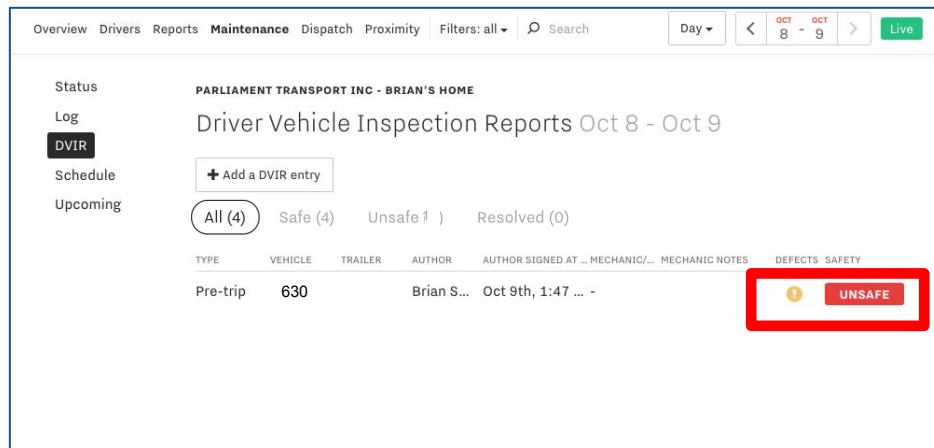 Overview Drivers Reports Maintenance Dispatch Proximity Filters: all Search Day OCT 8 - OCT 9 Live
Status
Log
DVIR
Schedule
Upcoming
PARLIAMENT TRANSPORT INC - BRIAN'S HOME
Driver Vehicle Inspection Reports Oct 8 - Oct 9
+ Add a DVIR entry
All (4) Safe (4) Unsafe 1 ) Resolved (0)
TYPE VEHICLE TRAILER AUTHOR AUTHOR SIGNED AT ... MECHANIC/... MECHANIC NOTES DEFECTS SAFETY
Pre-trip 630 Brian S... Oct 9th, 1:47 ... - UNSAFE